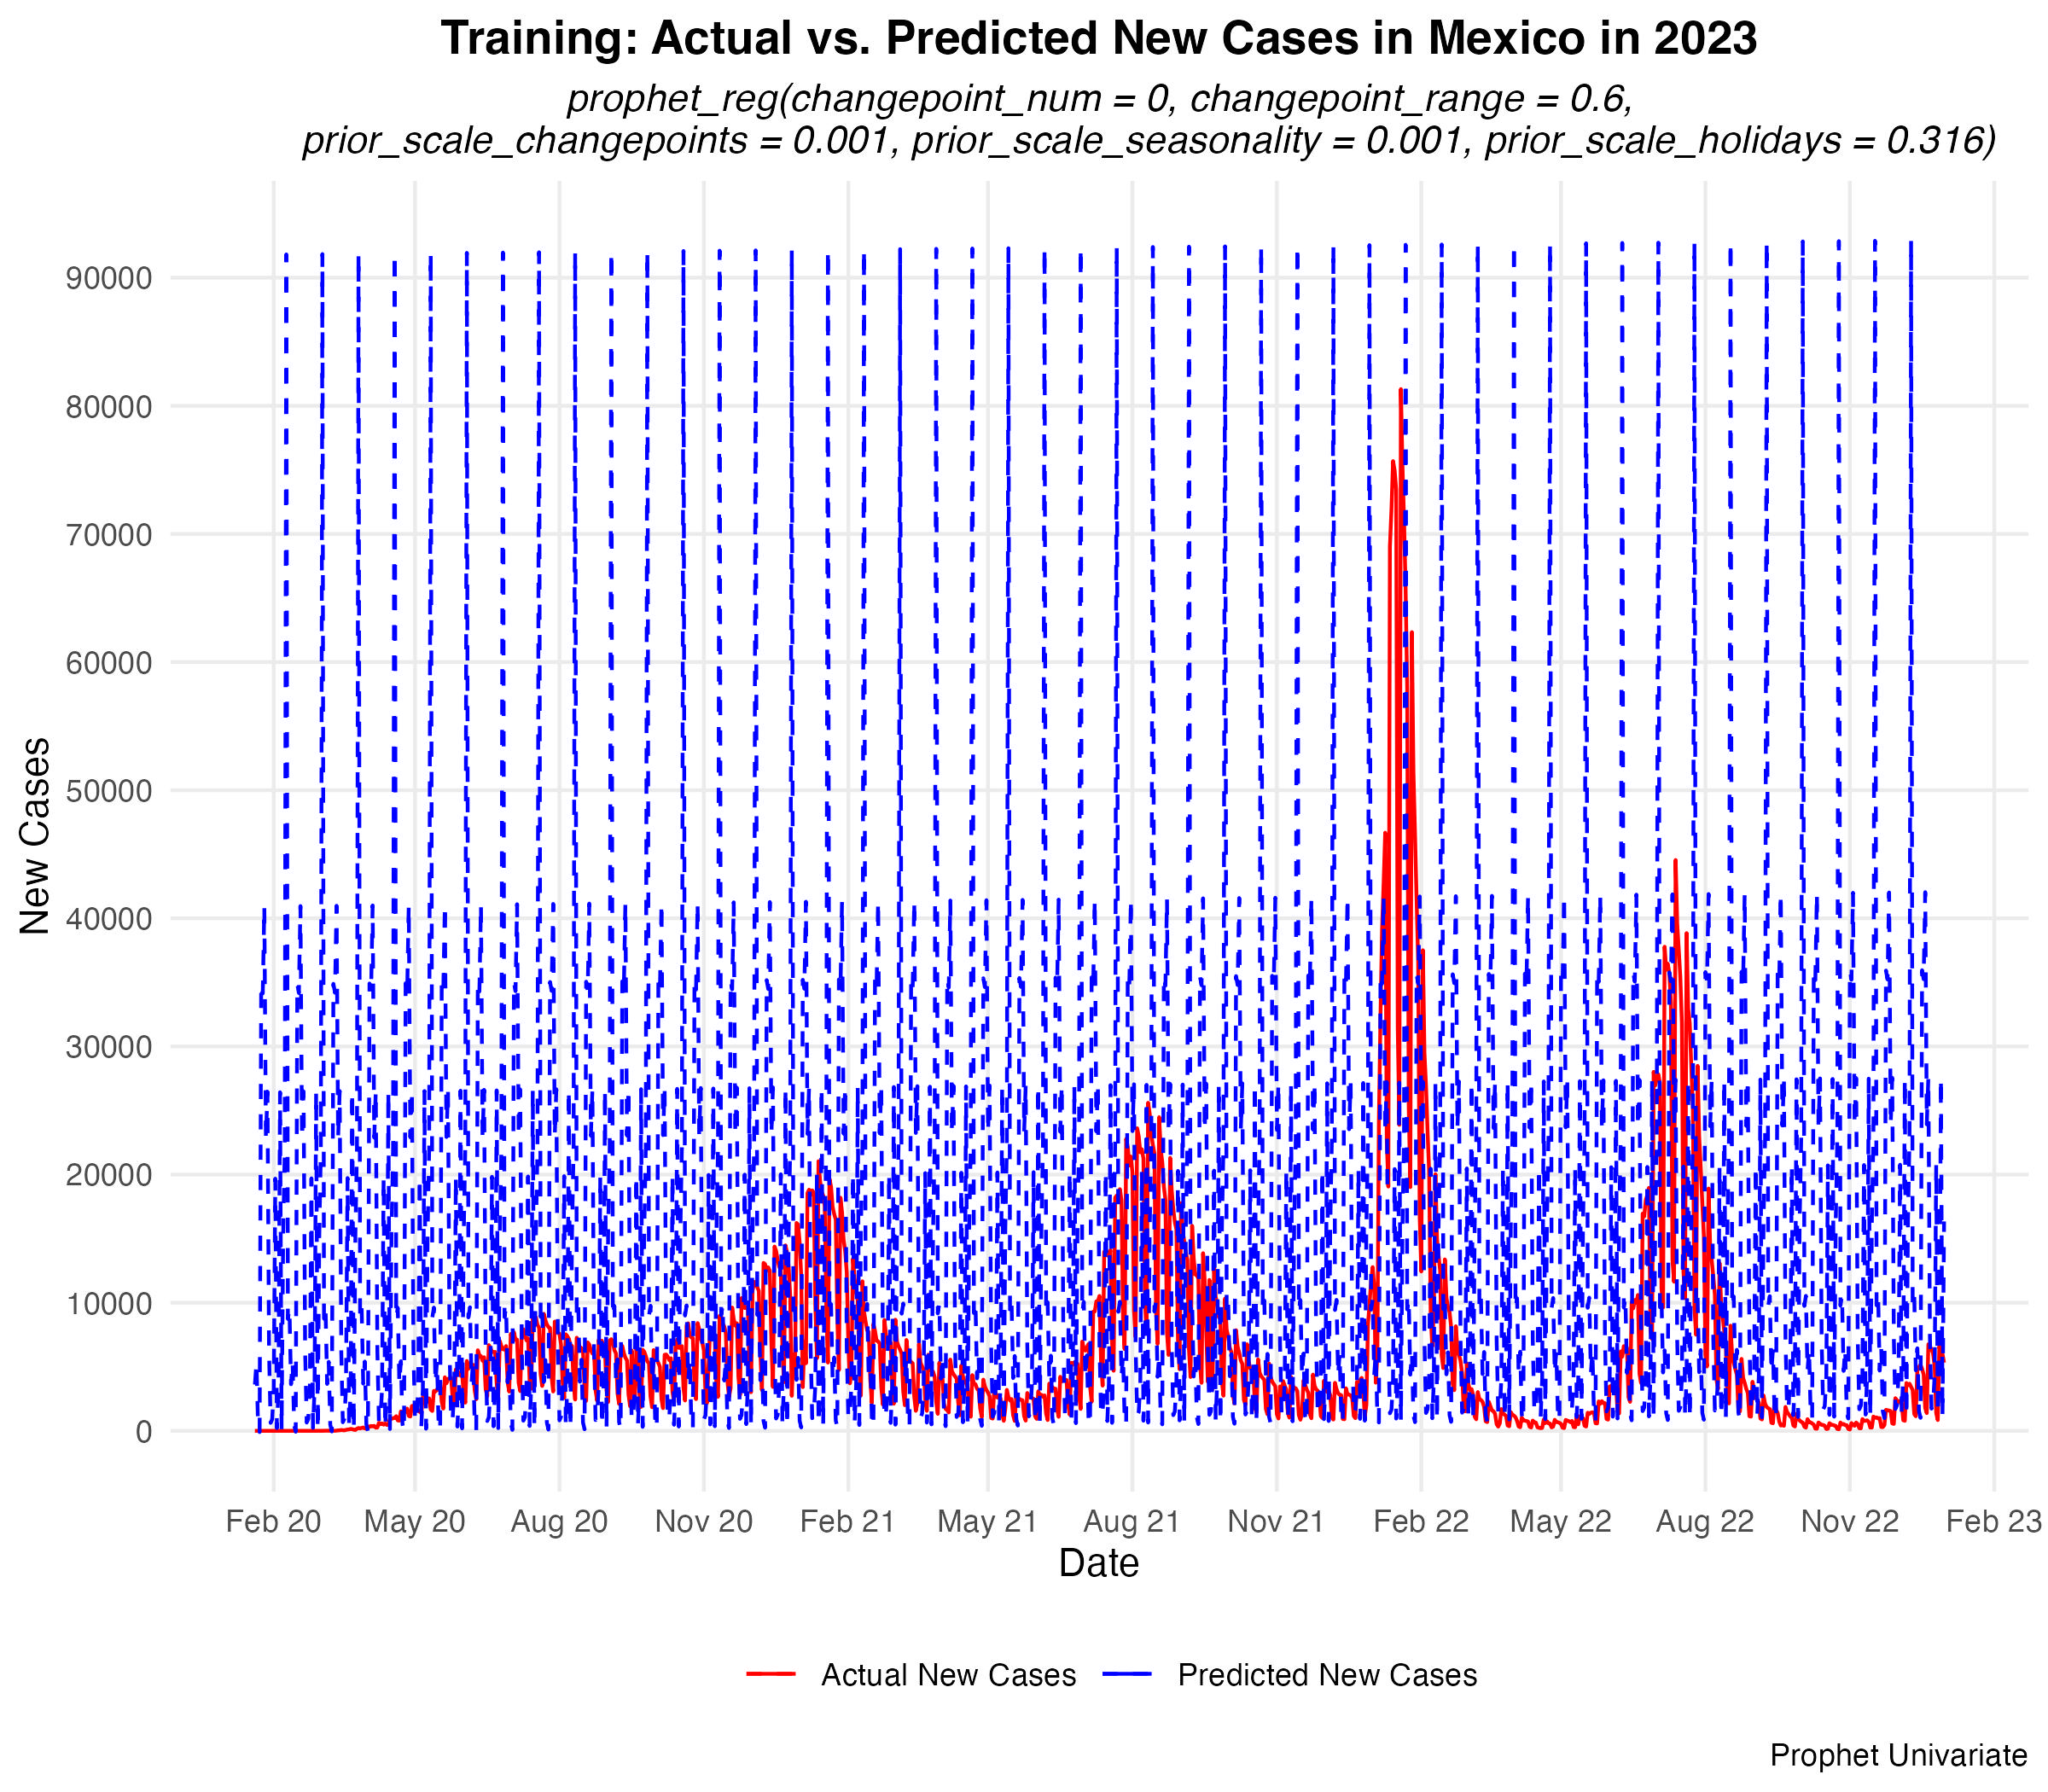 Training: Actual vs. Predicted New Cases in Mexico in 2023
prophet_reg(changepoint_num = 0, changepoint_range = 0.6,
prior_scale_changepoints = 0.001, prior_scale_seasonality = 0.001, prior_scale_holidays = 0.316)
New Cases
90000
80000
70000
60000
50000
40000
30000
20000
10000
0
Feb 20 May 20 Aug 20 Nov 20 Feb 21 May 21 Aug 21 Nov 21 Feb 22 May 22 Aug 22 Nov 22 Feb 23
Date
Actual New Cases Predicted New Cases
Prophet Univariate